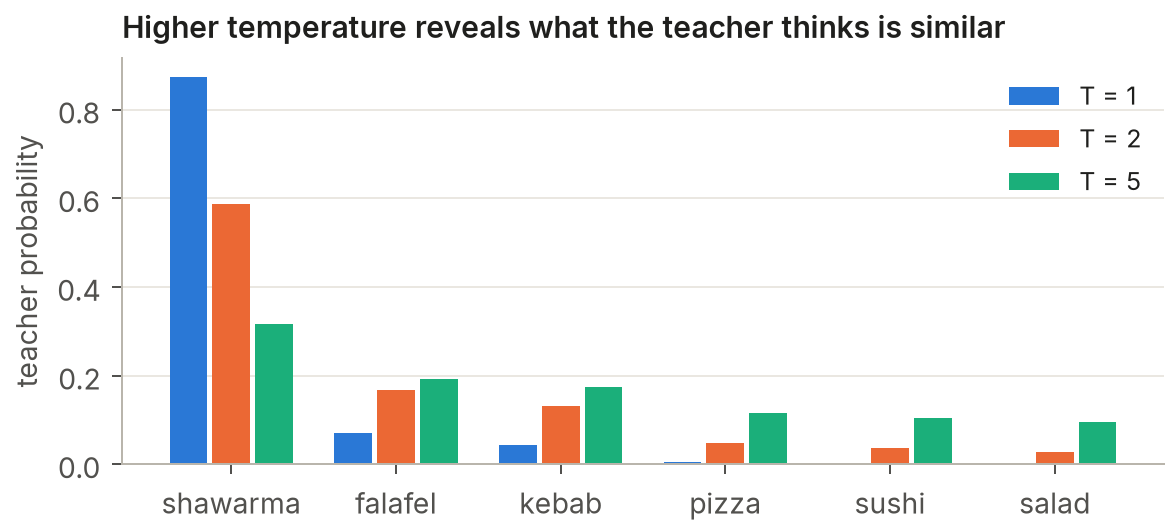 Higher temperature reveals what the teacher thinks is similar
T = 1
T = 2
T = 5
teacher probability
0.8
0.6
0.4
0.2
0.0
shawarma falafel kebab pizza sushi salad